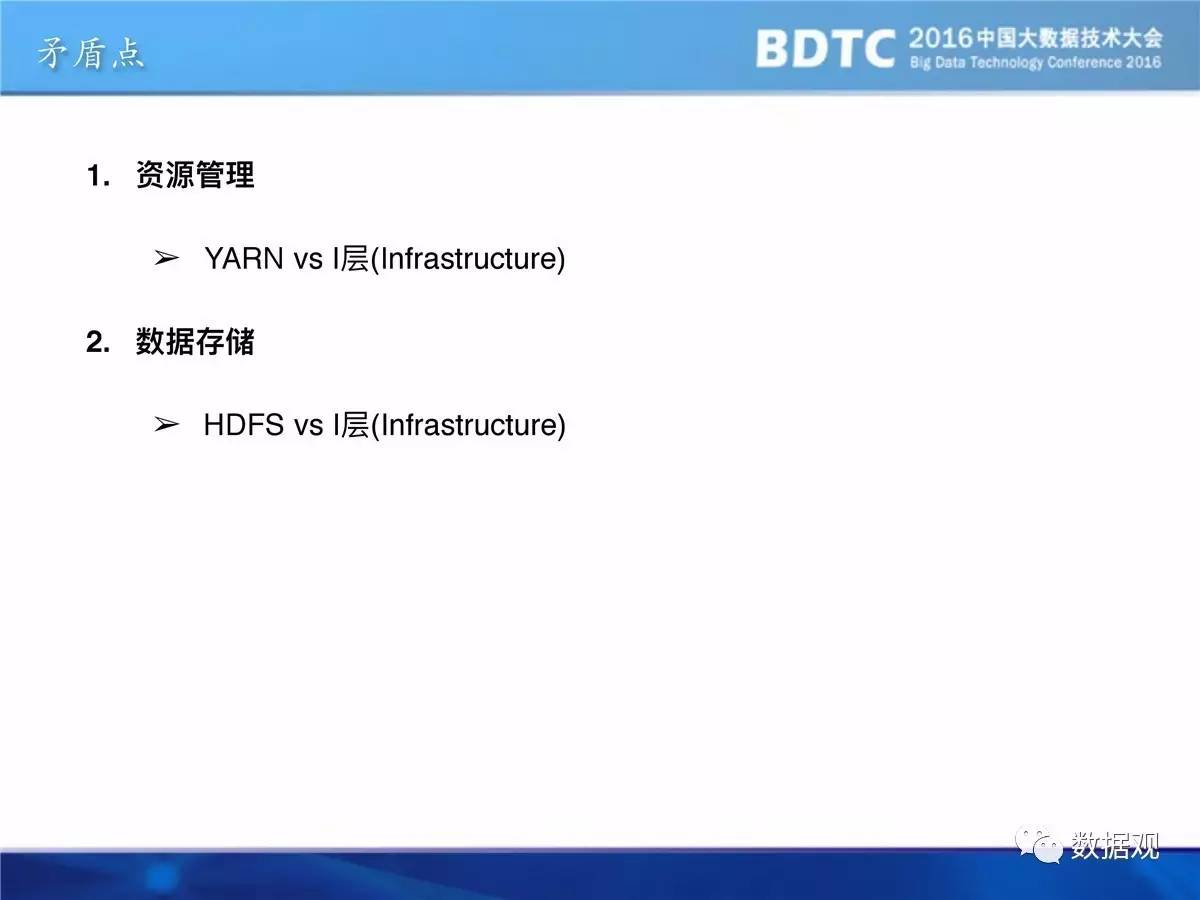 矛盾点
BDTC 2016中国大数据技术大会
Big Data Technology Conference 2016
1. 资源管理
➢ YARN vs I层(Infrastructure)
2. 数据存储
➢ HDFS vs I层(Infrastructure)
数据观